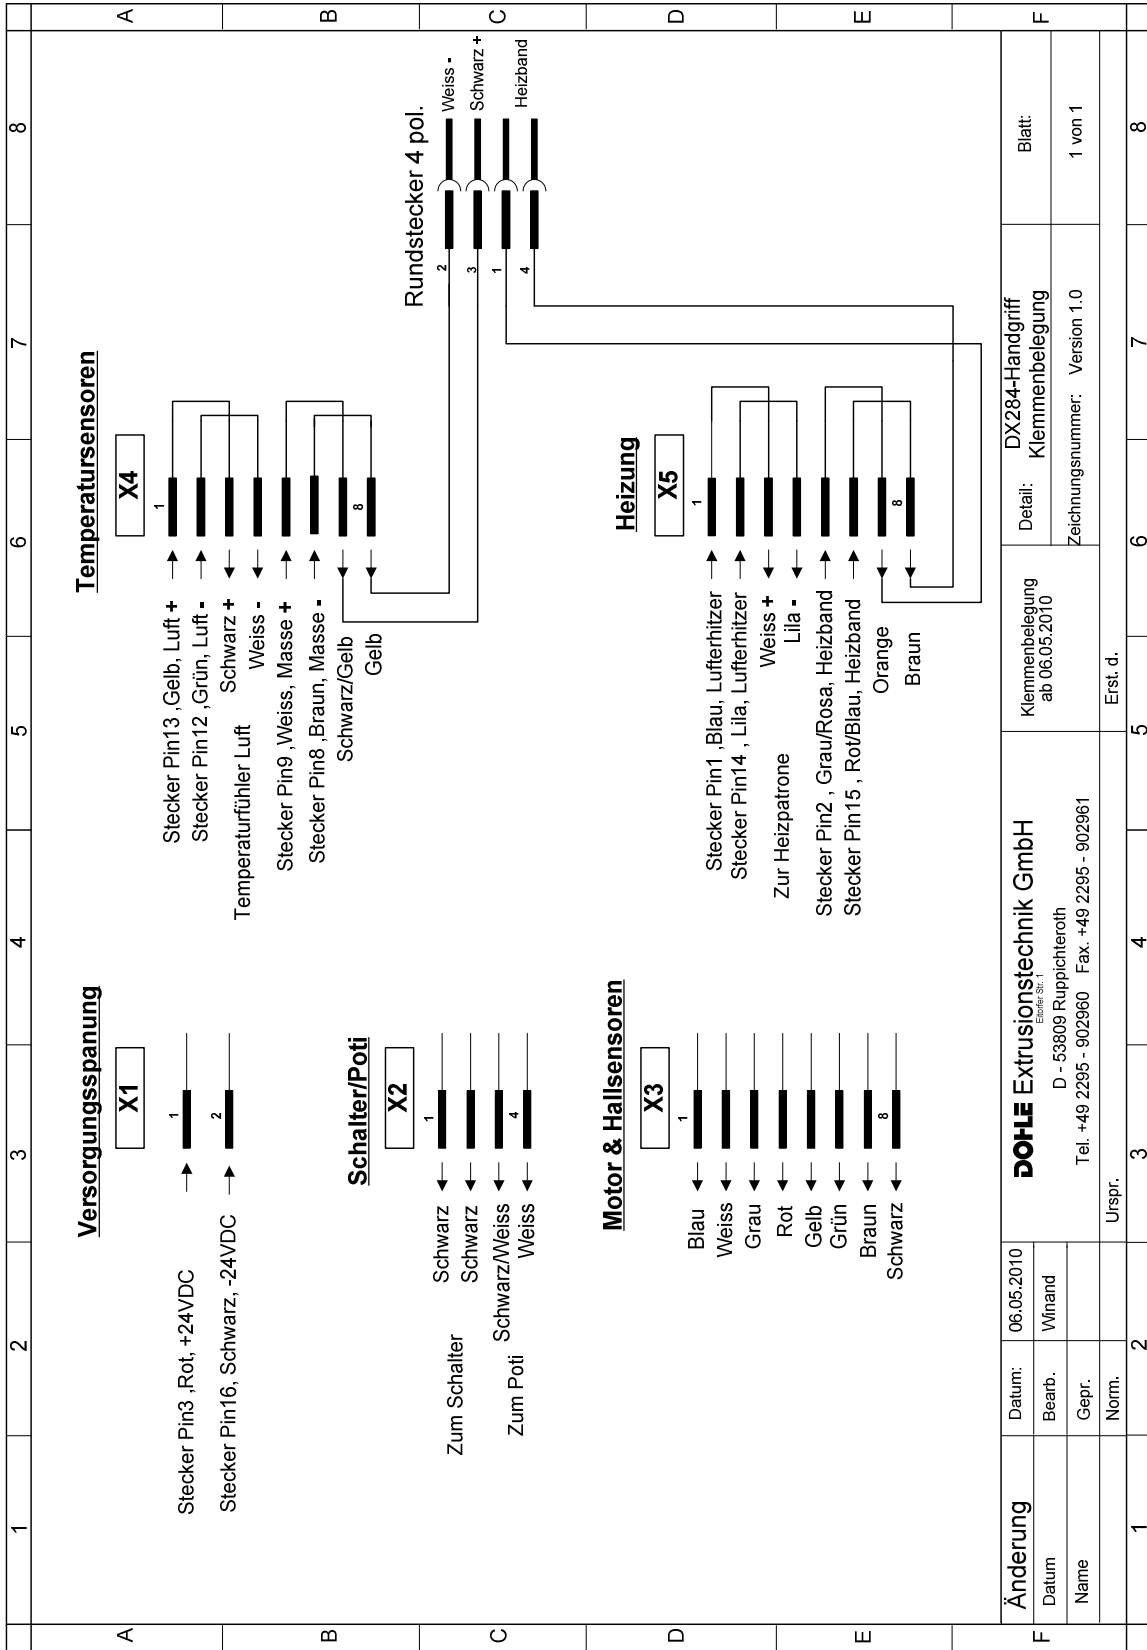 1 2 3 4 5 6 7 8
A
B
C
D
E
F
Versorgungsspanung
X1
Stecker Pin3 ,Rot, +24VDC
1
Stecker Pin16, Schwarz, -24VDC
2
Schalter/Poti
X2
Zum Schalter
Schwarz
1
Schwarz
Zum Poti
Schwarz/Weiss
Weiss
4
Motor & Hallsensoren
X3
Blau
1
Weiss
Grau
Rot
Gelb
Grün
Braun
Schwarz
8
Temperatursensoren
X4
Stecker Pin13 ,Gelb, Luft +
1
Stecker Pin12 ,Grün, Luft -
Schwarz +
Temperaturfühler Luft
Weiss -
Stecker Pin9 ,Weiss, Masse +
Stecker Pin8 ,Braun, Masse -
Schwarz/Gelb
Gelb
8
Rundstecker 4 pol.
2
Weiss -
3
Schwarz +
1
4
Heizband
Heizung
X5
Stecker Pin1 ,Blau, Lufterhitzer
1
Stecker Pin14 , Lila, Lufterhitzer
Weiss +
Zur Heizpatrone
Lila -
Stecker Pin2 , Grau/Rosa, Heizband
Stecker Pin15 , Rot/Blau, Heizband
Orange
Braun
8
Änderung
Datum
Name
Datum: 06.05.2010
Bearb. Winand
Gepr.
Norm.
DOHLE Extrusionstechnik GmbH
Eitorfer Str. 1
D - 53809 Ruppichteroth
Tel. +49 2295 - 902960 Fax. +49 2295 - 902961
Urspr.
Klemmenbelegung
ab 06.05.2010
Erst. d.
Detail: DX284-Handgriff
Klemmenbelegung
Zeichnungsnummer: Version 1.0
Blatt:
1 von 1
A
B
C
D
E
F
1 2 3 4 5 6 7 8